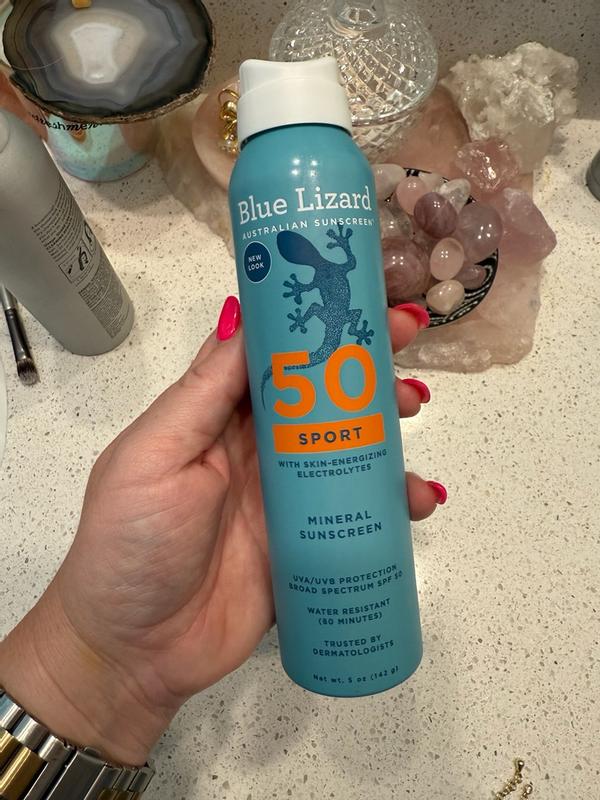 Blue Lizard
AUSTRALIAN SUNSCREEN
NEW
LOOK
50
SPORT
WITH SKIN-ENERGIZING
ELECTROLYTES
MINERAL
SUNSCREEN
UVA/UVB PROTECTION
BROAD SPECTRUM SPF 50
WATER RESISTANT
(80 MINUTES)
TRUSTED BY
DERMATOLOGISTS
Net wt. 5 oz (142 g)